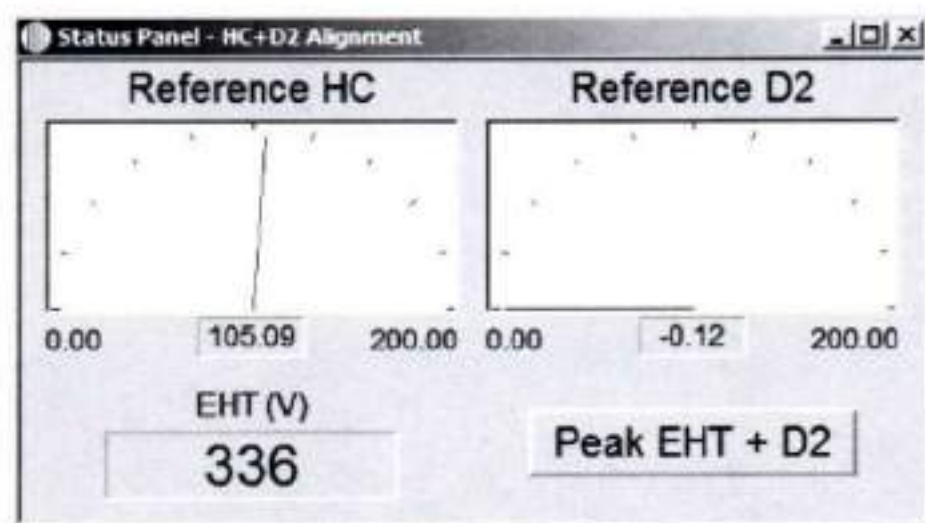 Status Panel - HC+D2 Alignment
Reference HC
Reference D2
0.00 105.09 200.00
0.00 -0.12 200.00
EHT (V)
336
Peak EHT + D2